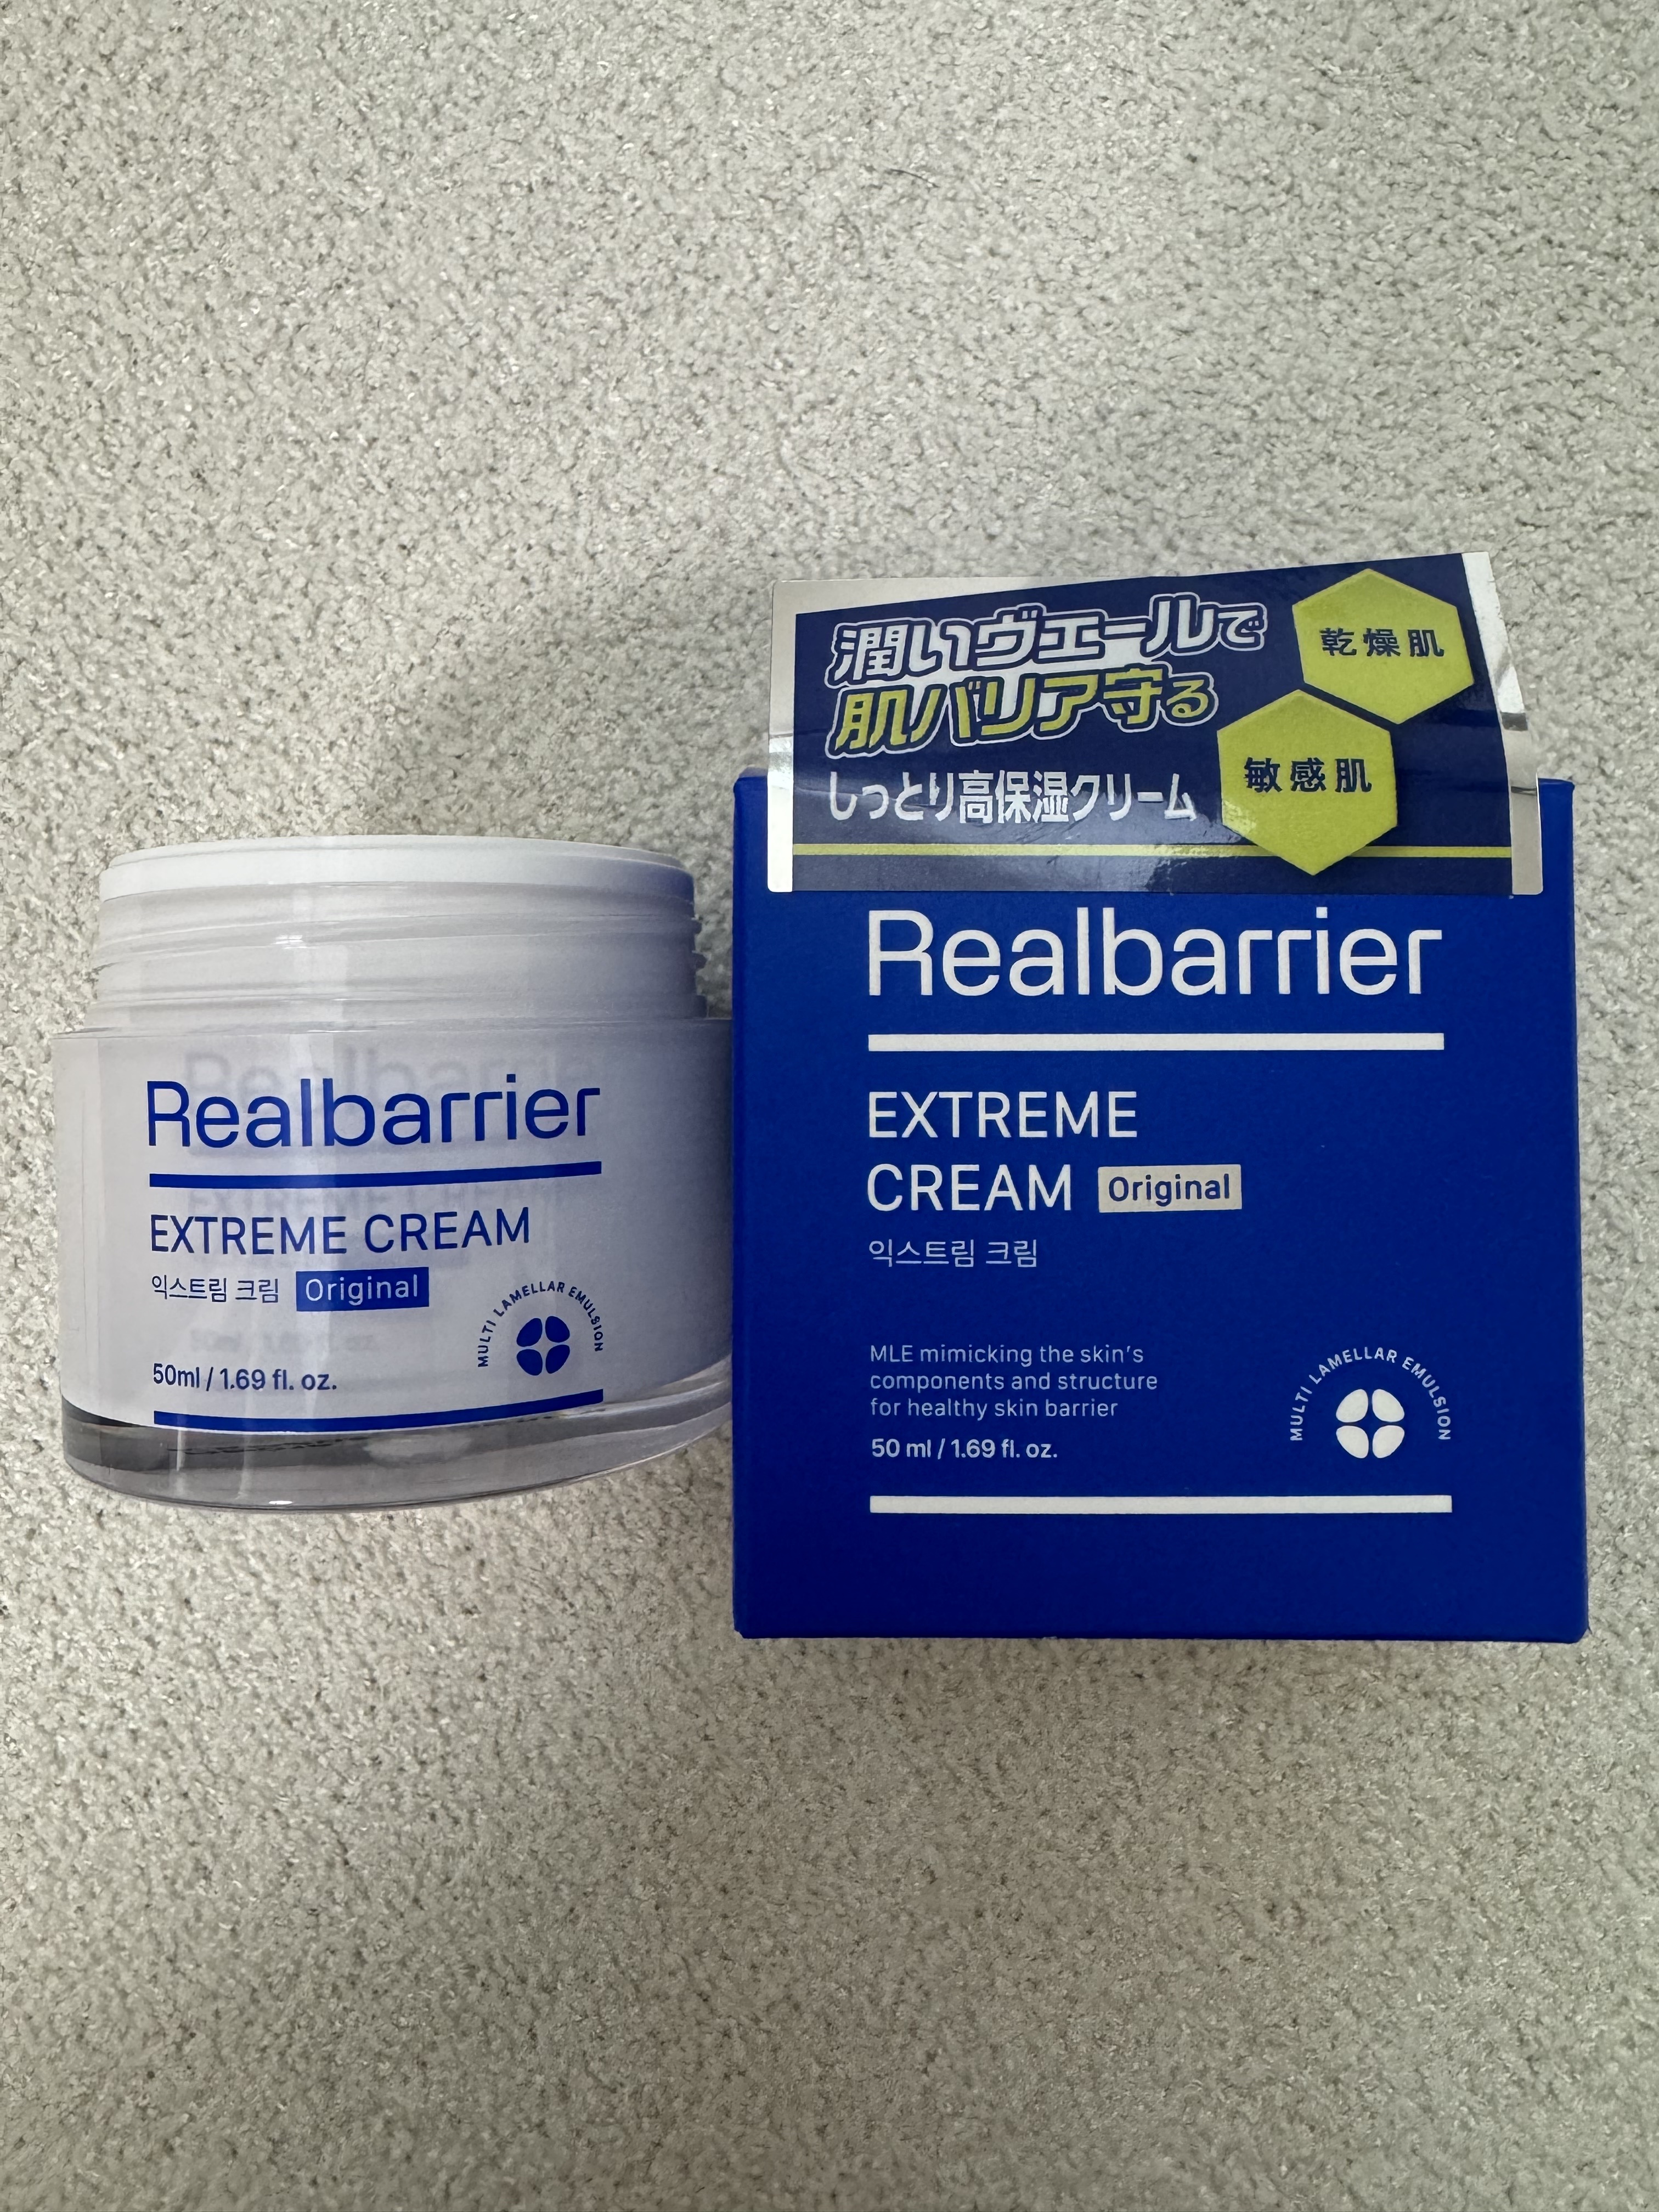 Realbarrier
EXTREME CREAM
익스트림 크림 Original
MULTI LAMELLAR EMULSION
50ml / 1.69 fl. oz.
潤いヴェールで
肌バリア守る
しっとり高保湿クリーム
乾燥肌
敏感肌
Realbarrier
EXTREME
CREAM Original
익스트림 크림
MLE mimicking the skin's
components and structure
for healthy skin barrier
50 ml / 1.69 fl. oz.
MULTI LAMELLAR EMULSION